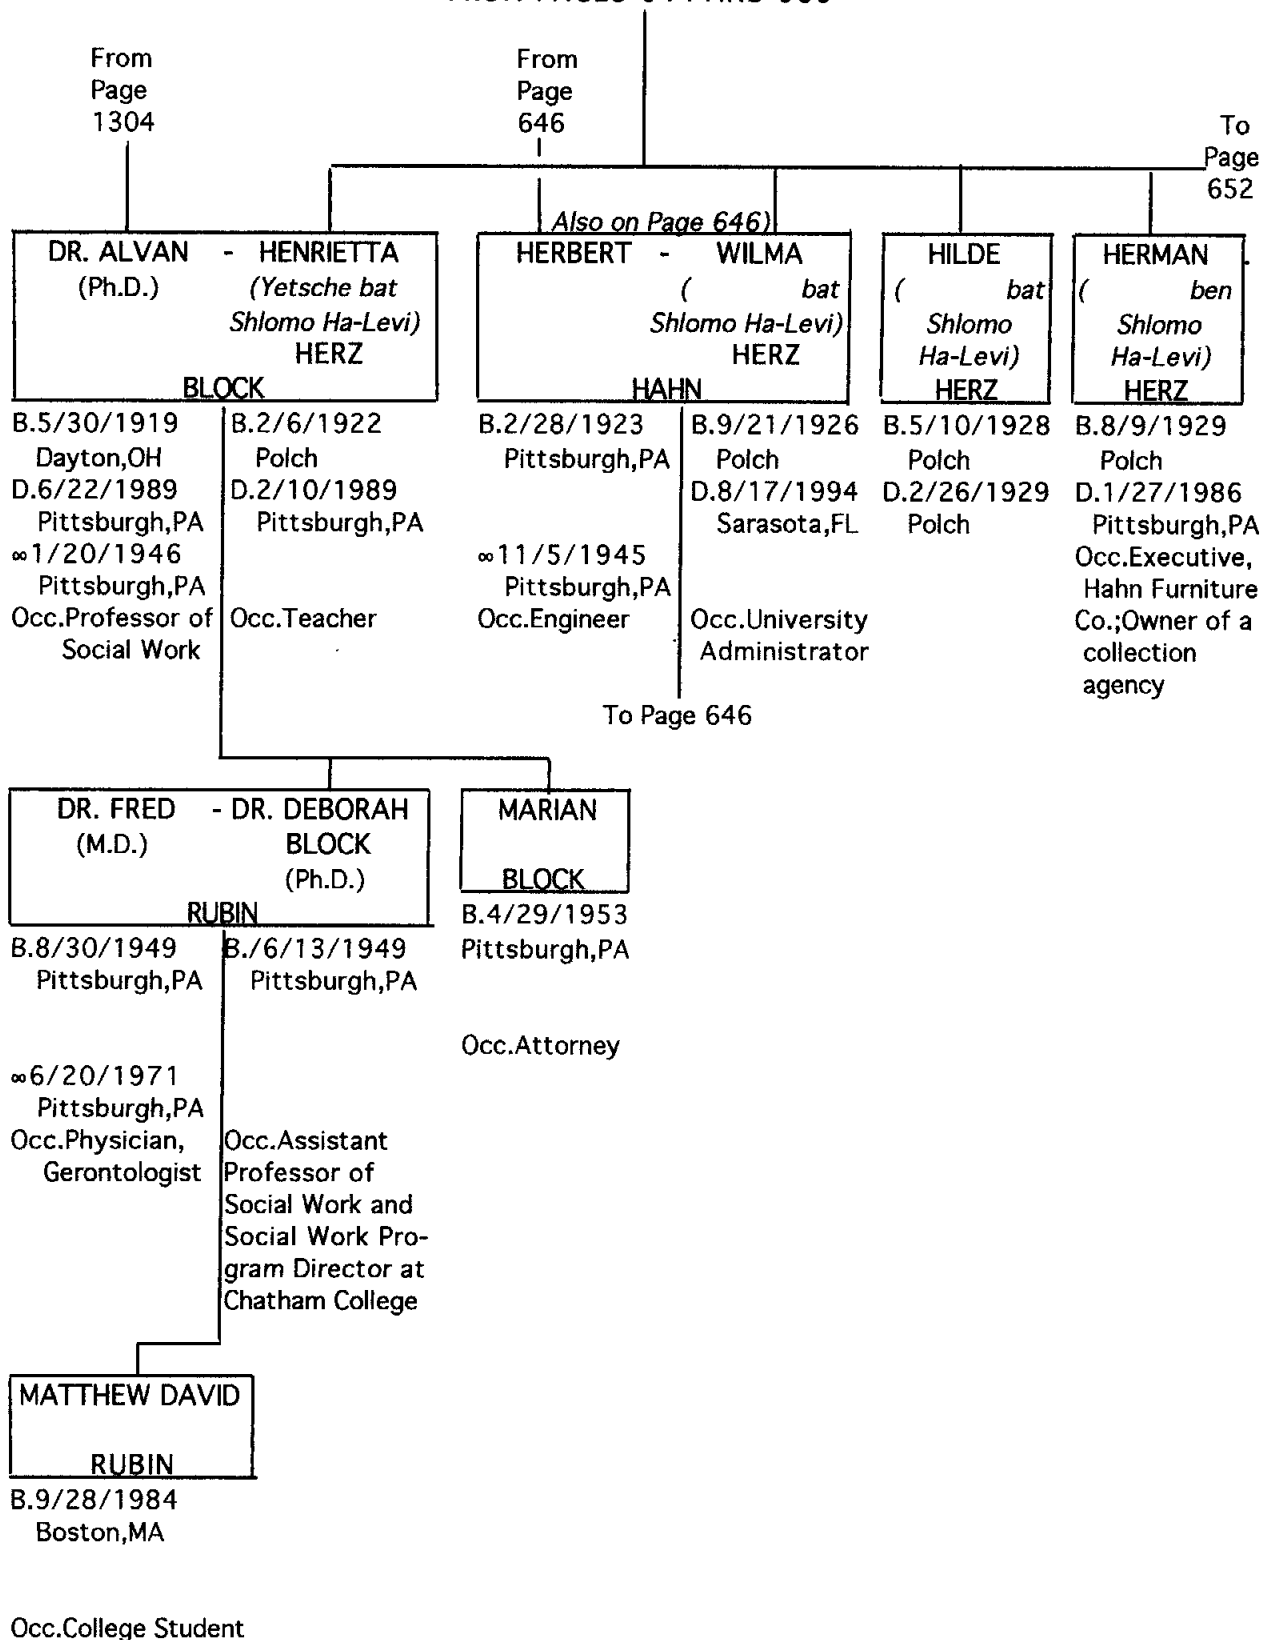 From
Page
1304
From
Page
646
To
Page
652
Also on Page 646)
DR. ALVAN - HENRIETTA
(Ph.D.) (Yetsche bat
Shlomo Ha-Levi)
HERZ
BLOCK
B.5/30/1919
Dayton,OH
D.6/22/1989
Pittsburgh,PA
∞1/20/1946
Pittsburgh,PA
Occ.Professor of
Social Work
B.2/6/1922
Polch
D.2/10/1989
Pittsburgh,PA
Occ.Teacher
HERBERT - WILMA
( bat
Shlomo Ha-Levi)
HERZ
HAHN
B.2/28/1923
Pittsburgh,PA
∞11/5/1945
Pittsburgh,PA
Occ.Engineer
B.9/21/1926
Polch
D.8/17/1994
Sarasota,FL
Occ.University
Administrator
To Page 646
HILDE
( bat
Shlomo
Ha-Levi)
HERZ
B.5/10/1928
Polch
D.2/26/1929
Polch
HERMAN
( ben
Shlomo
Ha-Levi)
HERZ
B.8/9/1929
Polch
D.1/27/1986
Pittsburgh,PA
Occ.Executive,
Hahn Furniture
Co.;Owner of a
collection
agency
DR. FRED - DR. DEBORAH
(M.D.) BLOCK
(Ph.D.)
RUBIN
B.8/30/1949
Pittsburgh,PA
∞6/20/1971
Pittsburgh,PA
Occ.Physician,
Gerontologist
B./6/13/1949
Pittsburgh,PA
Occ.Assistant
Professor of
Social Work and
Social Work Pro-
gram Director at
Chatham College
MARIAN
BLOCK
B.4/29/1953
Pittsburgh,PA
Occ.Attorney
MATTHEW DAVID
RUBIN
B.9/28/1984
Boston,MA
Occ.College Student